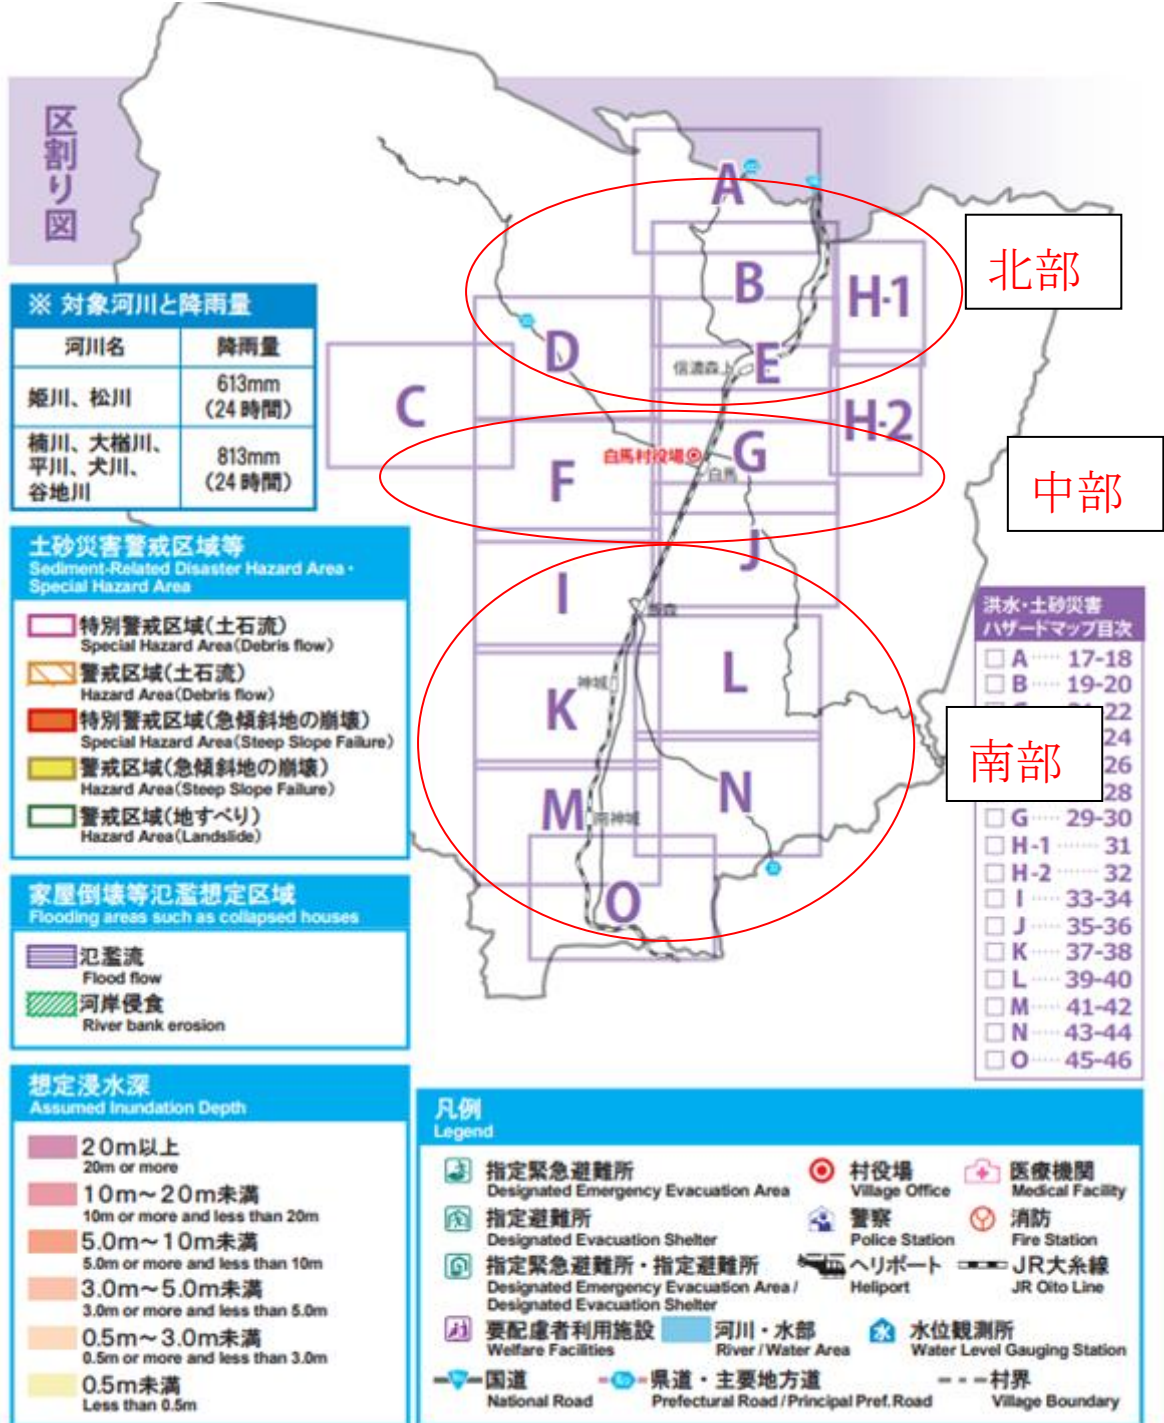 区割り図
A
B
H-1
D
E
信濃森上
C
H-2
白馬村役場
G
白馬
F
J
I
飯森
L
神城
K
N
M
南神城
O
北部
中部
南部
※ 対象河川と降雨量
河川名 降雨量
姫川、松川 613mm
（24時間）
楠川、大楢川、
平川、犬川、
谷地川
813mm
（24時間）
土砂災害警戒区域等
Sediment-Related Disaster Hazard Area・
Special Hazard Area
特別警戒区域（土石流）
Special Hazard Area（Debris flow）
警戒区域（土石流）
Hazard Area（Debris flow）
特別警戒区域（急傾斜地の崩壊）
Special Hazard Area（Steep Slope Failure）
警戒区域（急傾斜地の崩壊）
Hazard Area（Steep Slope Failure）
警戒区域（地すべり）
Hazard Area（Landslide）
家屋倒壊等氾濫想定区域
Flooding areas such as collapsed houses
氾濫流
Flood flow
河岸侵食
River bank erosion
想定浸水深
Assumed Inundation Depth
20m以上
20m or more
10m～20m未満
10m or more and less than 20m
5.0m～10m未満
5.0m or more and less than 10m
3.0m～5.0m未満
3.0m or more and less than 5.0m
0.5m～3.0m未満
0.5m or more and less than 3.0m
0.5m未満
Less than 0.5m
洪水・土砂災害
ハザードマップ目次
A 17-18
B 19-20
22
24
26
28
G 29-30
H-1 31
H-2 32
I 33-34
J 35-36
K 37-38
L 39-40
M 41-42
N 43-44
O 45-46
凡例
Legend
指定緊急避難所
Designated Emergency Evacuation Area
村役場
Village Office
医療機関
Medical Facility
指定避難所
Designated Evacuation Shelter
警察
Police Station
消防
Fire Station
指定緊急避難所・指定避難所
Designated Emergency Evacuation Area /
Designated Evacuation Shelter
ヘリポート
Heliport
JR大糸線
JR Oito Line
要配慮者利用施設
Welfare Facilities
河川・水部
River / Water Area
水 水位観測所
Water Level Gauging Station
国道
National Road
県道・主要地方道
Prefectural Road / Principal Pref. Road
村界
Village Boundary